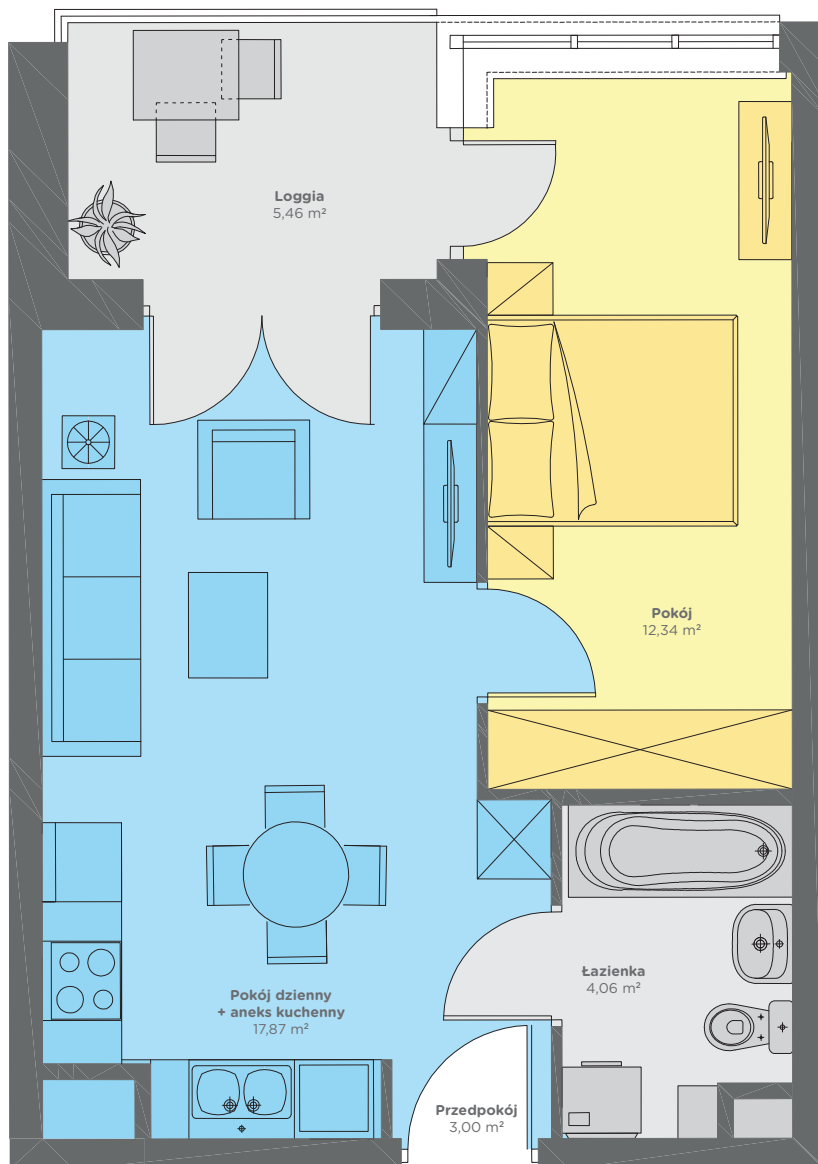 Loggia
5,46 m²
Pokój
12,34 m²
Łazienka
4,06 m²
Pokój dzienny
+ aneks kuchenny
17,87 m²
Przedpokój
3,00 m²